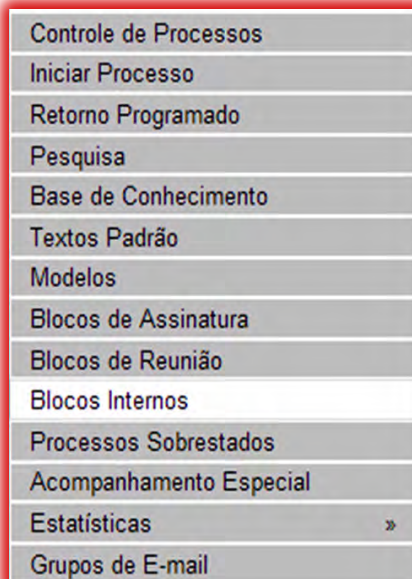 Controle de Processos
Iniciar Processo
Retorno Programado
Pesquisa
Base de Conhecimento
Textos Padrão
Modelos
Blocos de Assinatura
Blocos de Reunião
Blocos Internos
Processos Sobrestados
Acompanhamento Especial
Estatísticas »
Grupos de E-mail